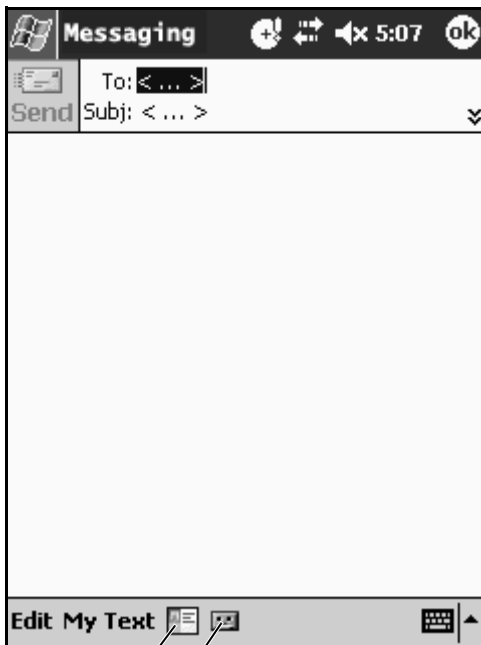 Messaging 5:07 ok
To: < ... >
Send Subj: < ... >
Edit My Text